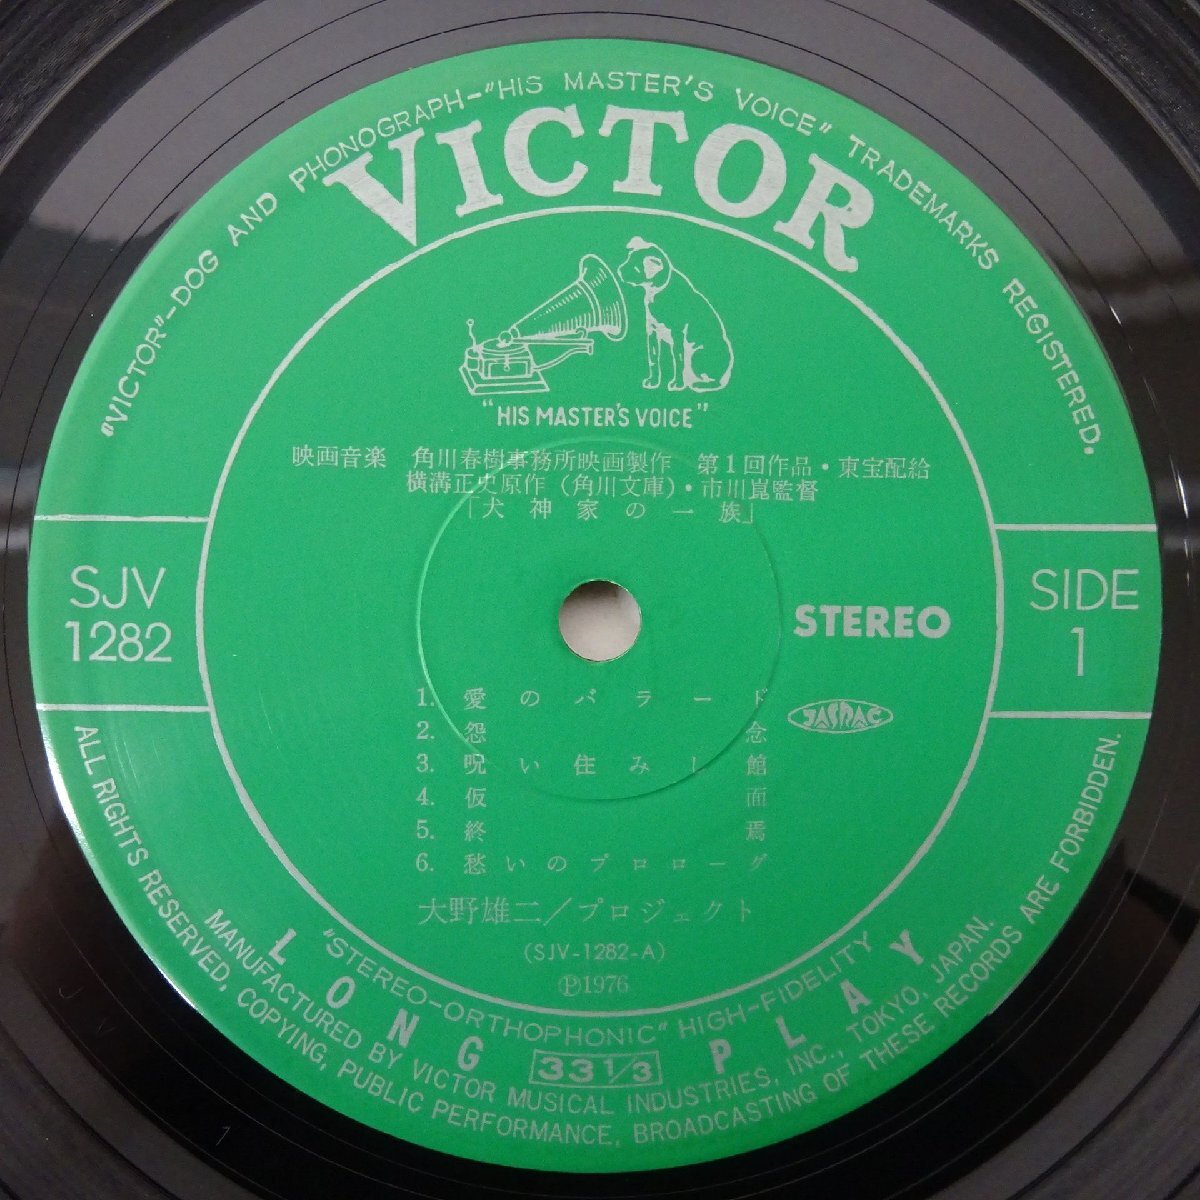 "VICTOR"-DOG AND PHONOGRAPH-"HIS MASTER'S VOICE" TRADEMARKS REGISTERED.
VICTOR
"HIS MASTER'S VOICE"
映画音楽 角川春樹事務所映画製作 第1回作品・東宝配給
横溝正史原作(角川文庫)・市川崑監督
「犬神家の一族」
SJV
1282
STEREO
SIDE
1
1. 愛のバラード
2. 怨念
3. 呪い住みし館
4. 仮面
5. 終焉
6. 愁いのプロローグ
JASRAC
大野雄二/プロジェクト
(SJV-1282-A)
Ⓟ1976
"STEREO-ORTHOPHONIC" HIGH-FIDELITY
LONG 33 1/3 PLAY
MANUFACTURED BY VICTOR MUSICAL INDUSTRIES, INC., TOKYO, JAPAN.
ALL RIGHTS RESERVED, COPYING, PUBLIC PERFORMANCE, BROADCASTING OF THESE RECORDS ARE FORBIDDEN.